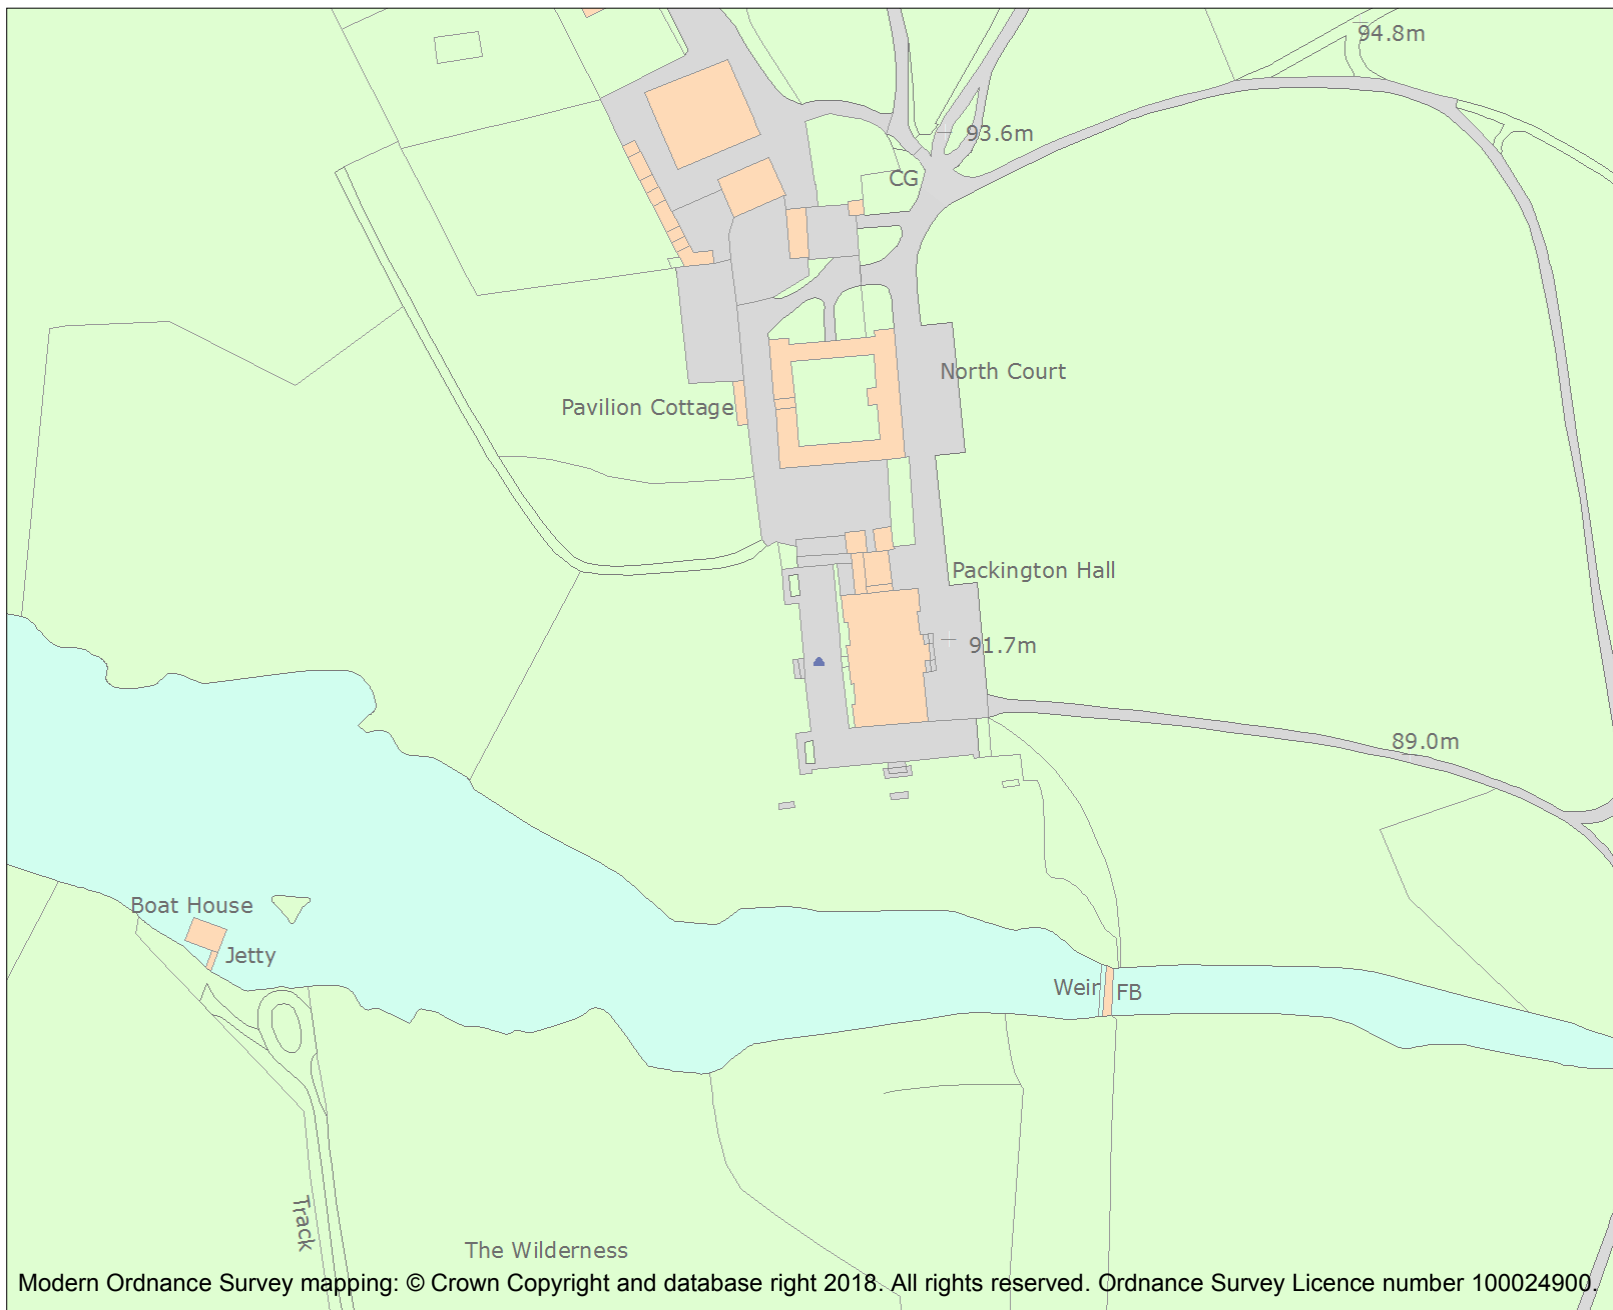 94.8m
93.6m
CG
North Court
Pavilion Cottage
Packington Hall
91.7m
89.0m
Boat House
Jetty
Weir
FB
Track
The Wilderness
Modern Ordnance Survey mapping: © Crown Copyright and database right 2018. All rights reserved. Ordnance Survey Licence number 100024900.